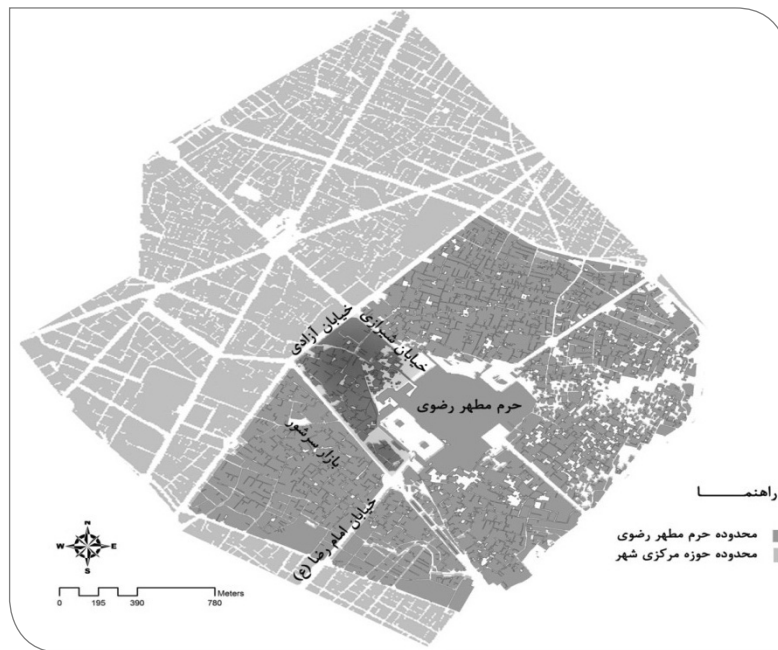 خیابان آزادی
خیابان شیرازی
حرم مطهر رضوی
بازار سرشور
خیابان امام رضا (ع)
راهنمـــــــا
محدوده حرم مطهر رضوی
محدوده حوزه مرکزی شهر
N
W E
S
0 195 390 780 Meters